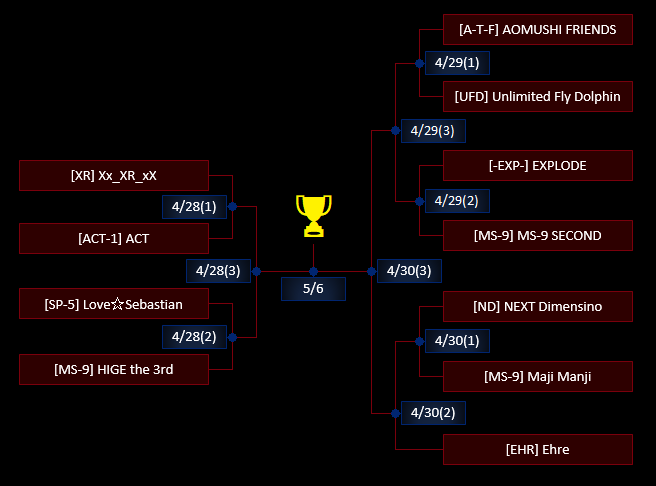 [A-T-F] AOMUSHI FRIENDS
4/29(1)
[UFD] Unlimited Fly Dolphin
4/29(3)
[-EXP-] EXPLODE
4/29(2)
[MS-9] MS-9 SECOND
[XR] Xx_XR_xX
4/28(1)
[ACT-1] ACT
4/28(3)
[SP-5] Love☆Sebastian
4/28(2)
[MS-9] HIGE the 3rd
5/6
4/30(3)
[ND] NEXT Dimensino
4/30(1)
[MS-9] Maji Manji
4/30(2)
[EHR] Ehre